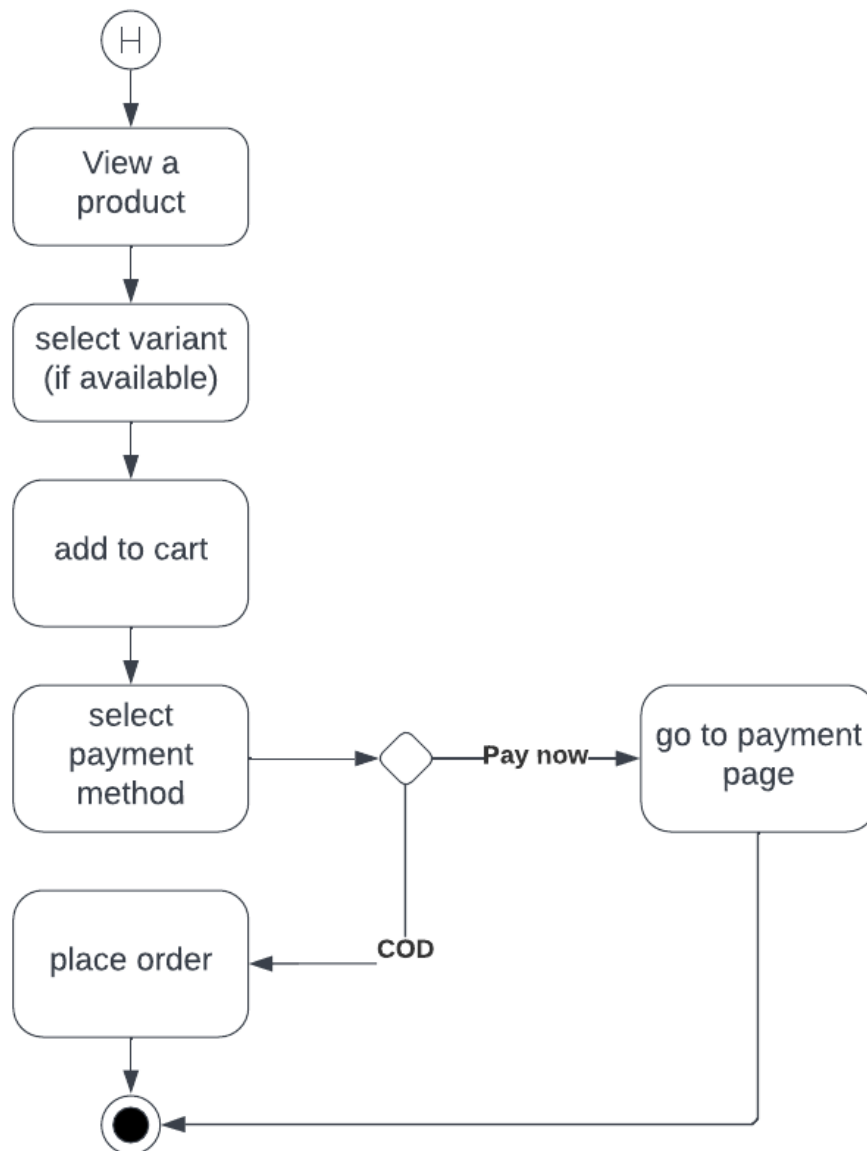 H
View a
product
select variant
(if available)
add to cart
select
payment
method
Pay now
go to payment
page
COD
place order